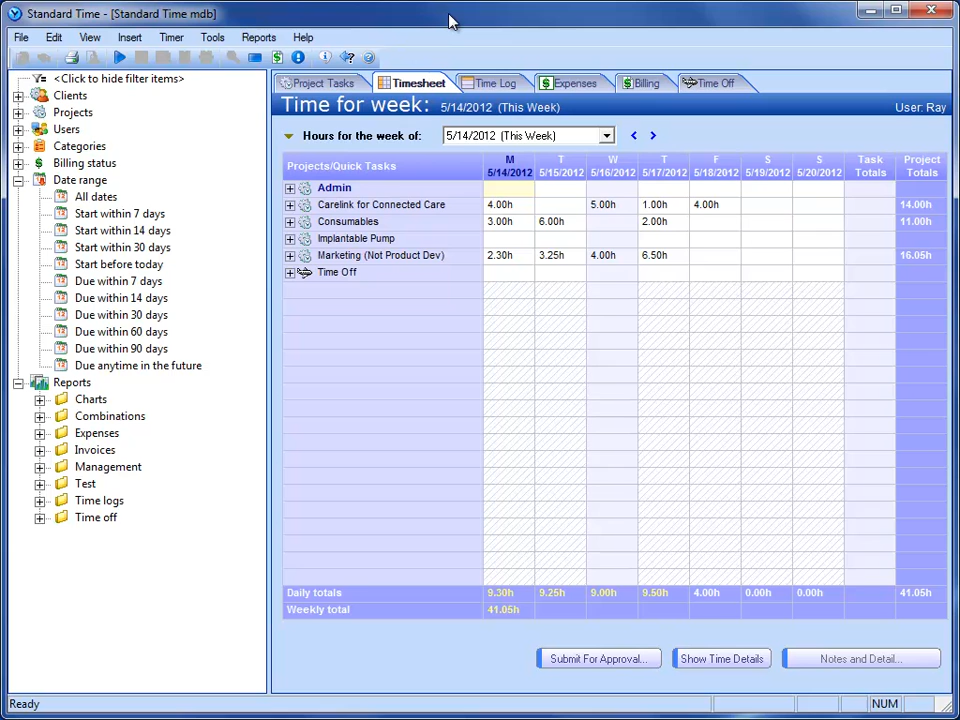 Standard Time - [Standard Time mdb]
File Edit View Insert Timer Tools Reports Help
<Click to hide filter items>
Clients
Projects
Users
Categories
Billing status
Date range
All dates
Start within 7 days
Start within 14 days
Start within 30 days
Start before today
Due within 7 days
Due within 14 days
Due within 30 days
Due within 60 days
Due within 90 days
Due anytime in the future
Reports
Charts
Combinations
Expenses
Invoices
Management
Test
Time logs
Time off
Project Tasks Timesheet Time Log Expenses Billing Time Off
Time for week: 5/14/2012 (This Week) User: Ray
Hours for the week of: 5/14/2012 (This Week)
Projects/Quick Tasks M T W T F S S Task Totals Project Totals
5/14/2012 5/15/2012 5/16/2012 5/17/2012 5/18/2012 5/19/2012 5/20/2012
Admin
Carelink for Connected Care 4.00h 5.00h 1.00h 4.00h 14.00h
Consumables 3.00h 6.00h 2.00h 11.00h
Implantable Pump
Marketing (Not Product Dev) 2.30h 3.25h 4.00h 6.50h 16.05h
Time Off
Daily totals 9.30h 9.25h 9.00h 9.50h 4.00h 0.00h 0.00h 41.05h
Weekly total 41.05h
Submit For Approval... Show Time Details Notes and Detail...
Ready NUM